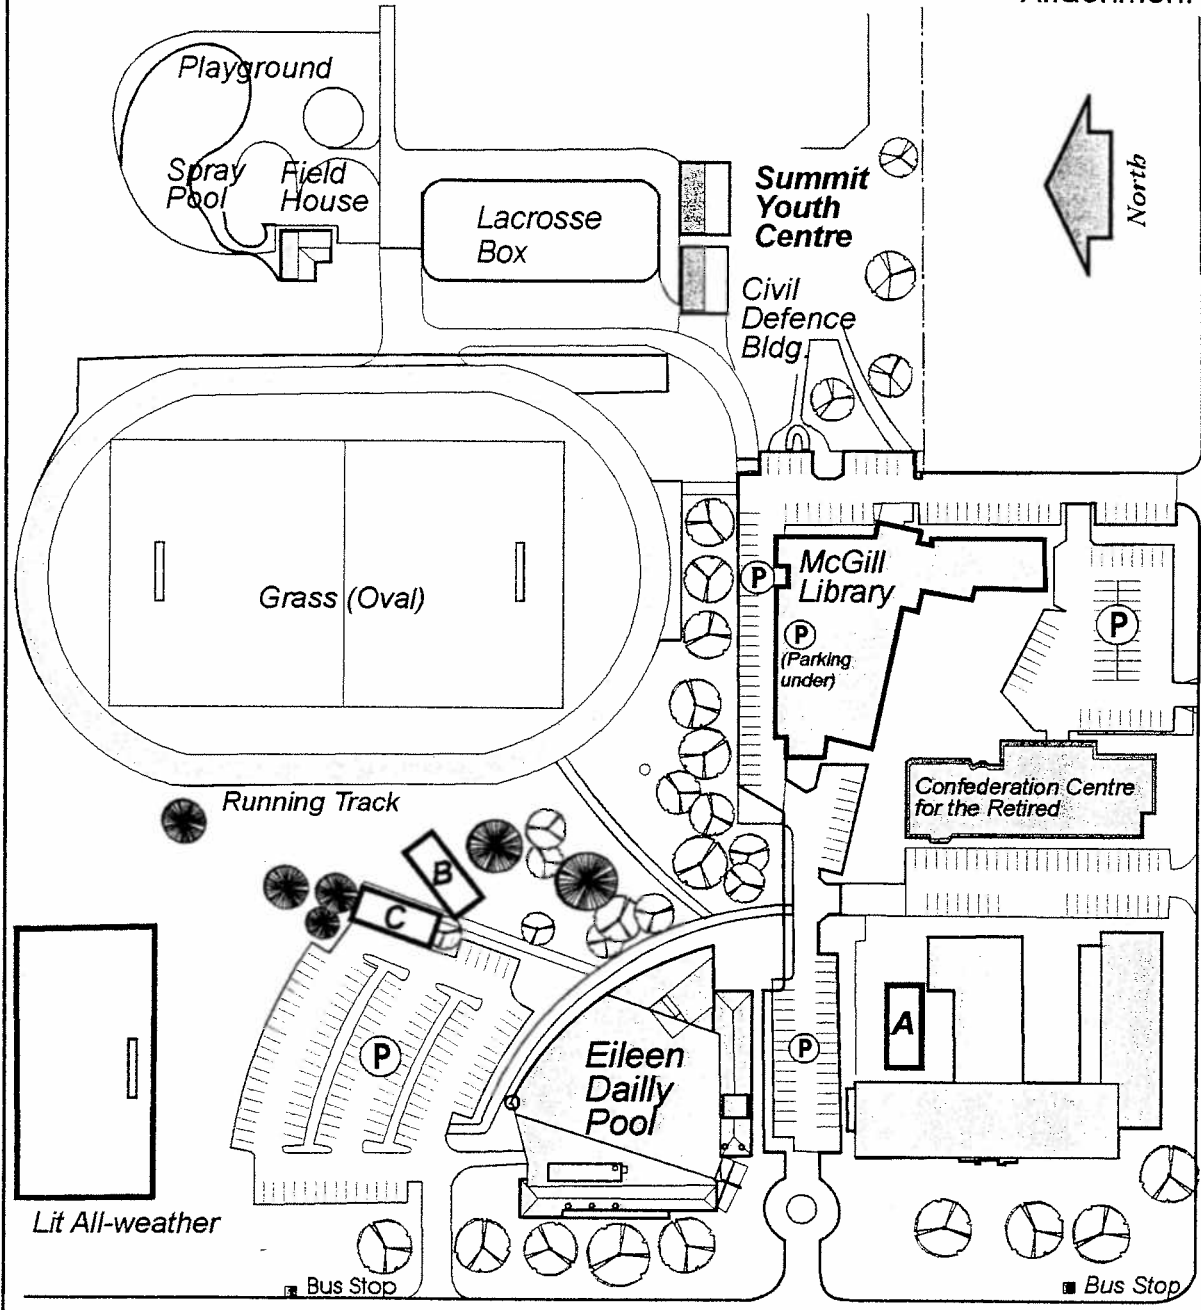 Attachment
Playground
Spray
Pool
Field
House
Lacrosse
Box
Summit
Youth
Centre
North
Civil
Defence
Bldg.
McGill
Library
P
P
(Parking
under)
P
Grass (Oval)
Confederation Centre
for the Retired
Running Track
B
C
A
P
P
Eileen
Dailly
Pool
Lit All-weather
Bus Stop
Bus Stop